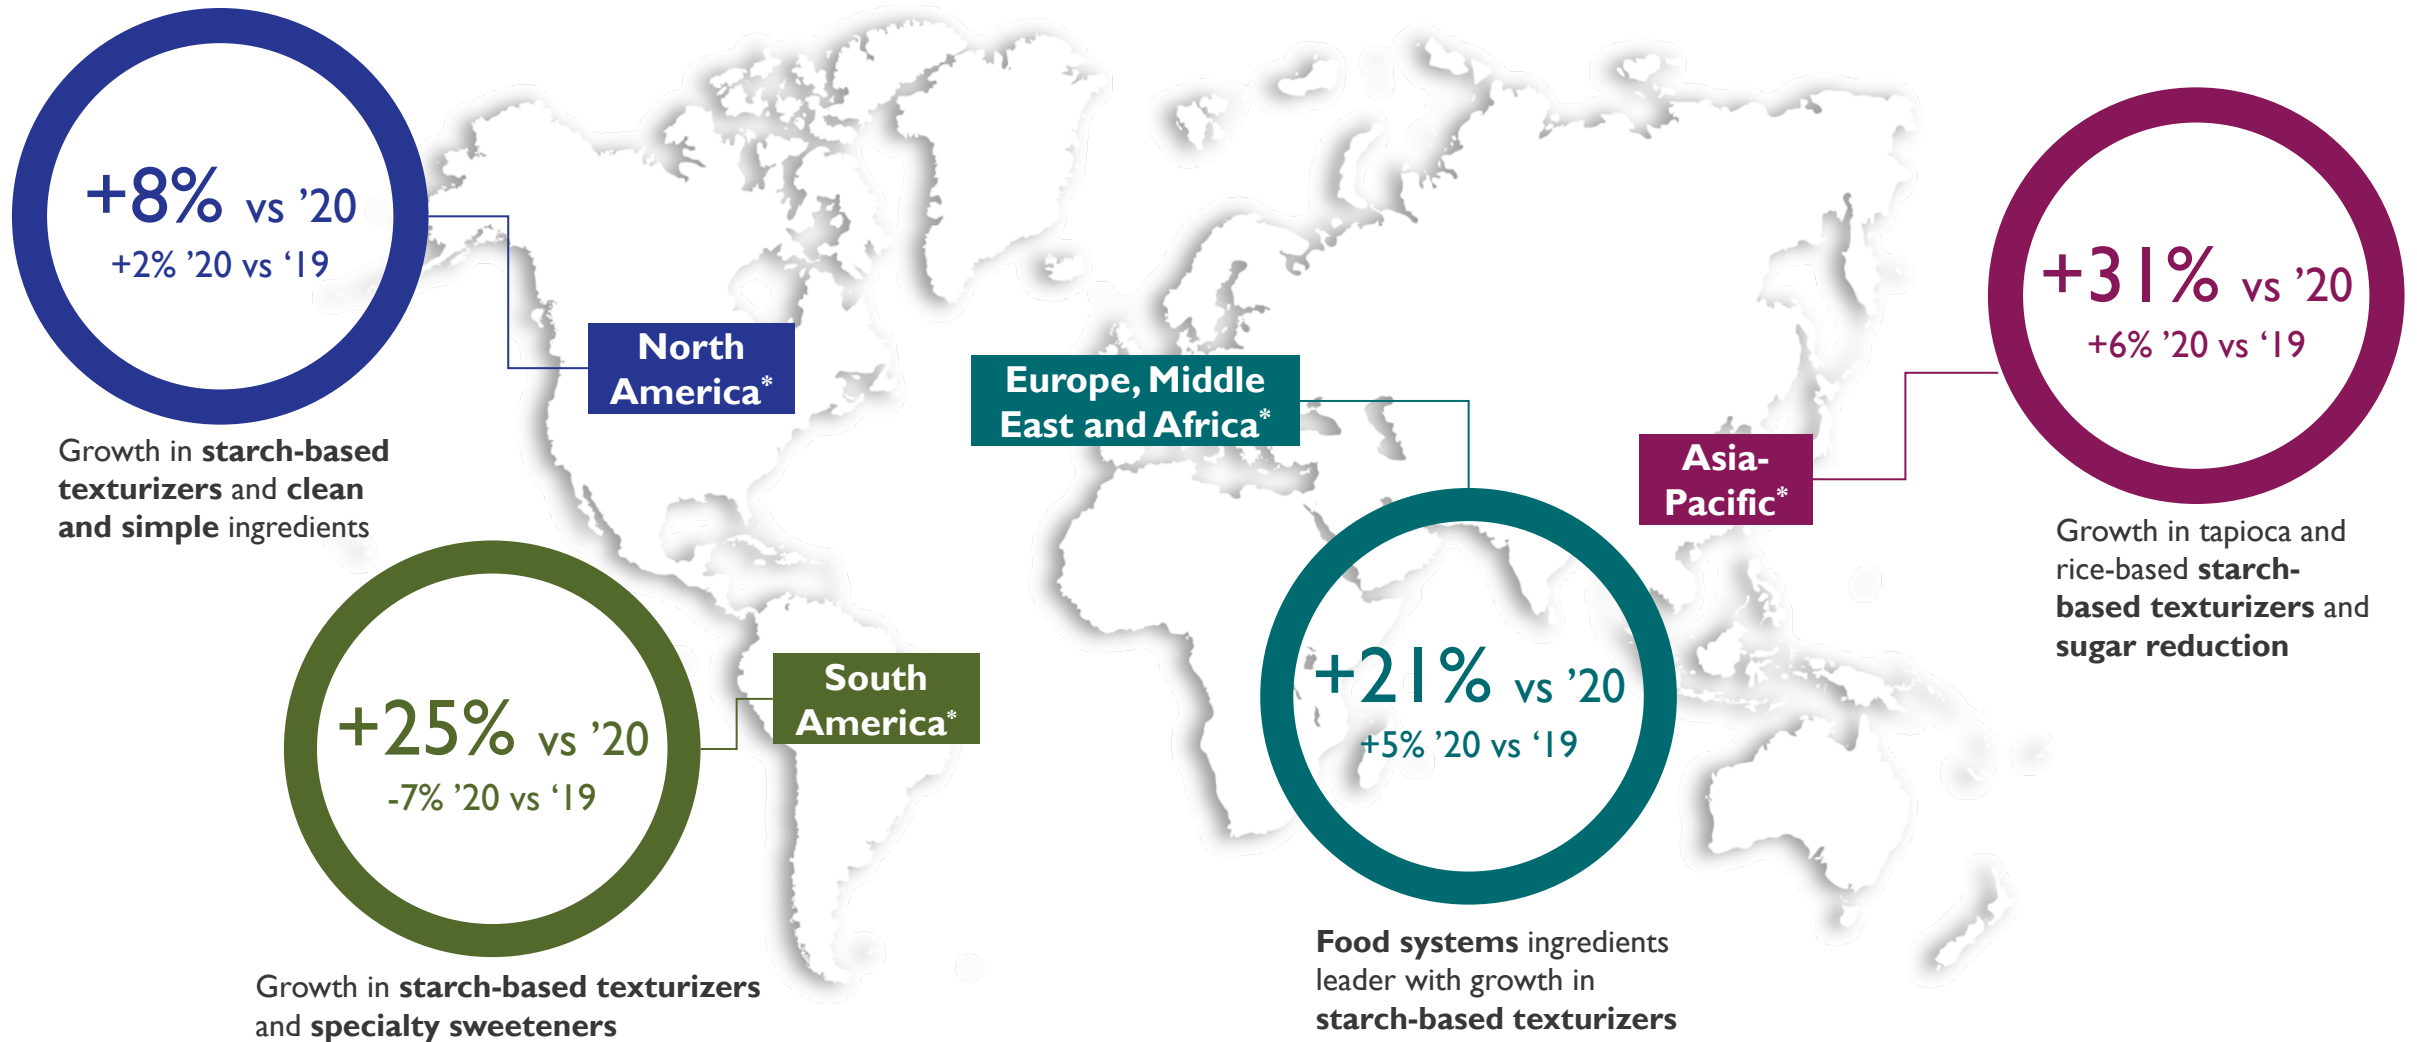 +8% vs ’20
+2% ’20 vs ‘19
North
America*
Growth in starch-based
texturizers and clean
and simple ingredients
+25% vs ’20
-7% ’20 vs ‘19
South
America*
Growth in starch-based texturizers
and specialty sweeteners
Europe, Middle
East and Africa*
+21% vs ’20
+5% ’20 vs ‘19
Food systems ingredients
leader with growth in
starch-based texturizers
Asia-
Pacific*
+31% vs ’20
+6% ’20 vs ‘19
Growth in tapioca and
rice-based starch-
based texturizers and
sugar reduction